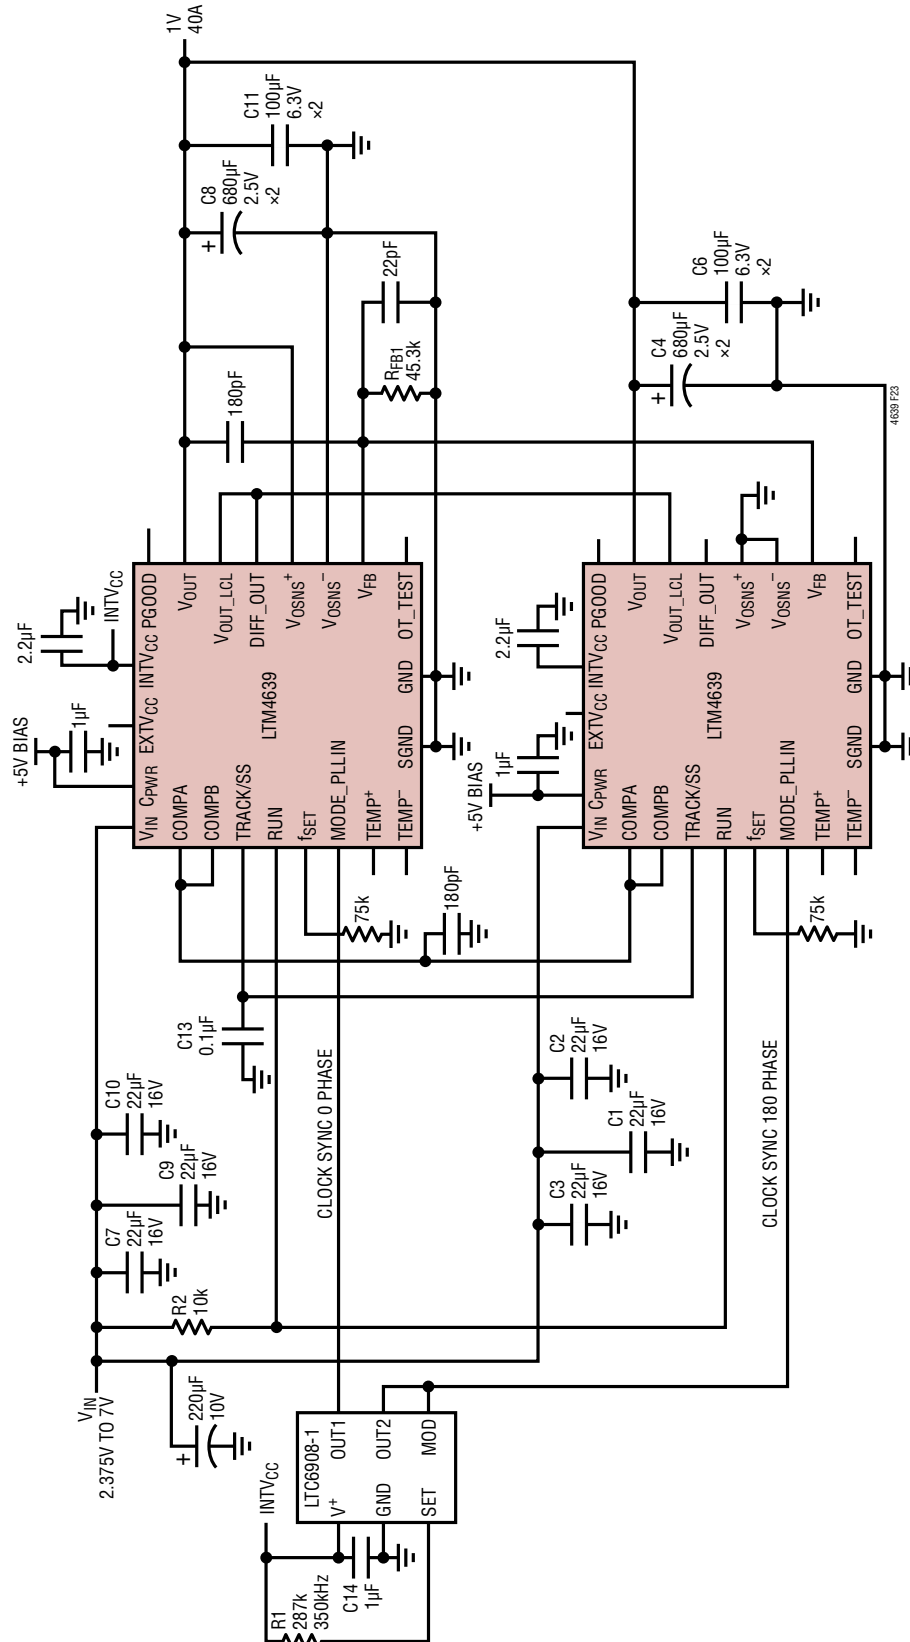 1V
40A
C11
100µF
6.3V
×2
C8
680µF
2.5V
×2
+
22pF
RFB1
45.3k
180pF
C6
100µF
6.3V
×2
C4
680µF
2.5V
×2
+
4639 F23
2.2µF
INTVCC
+5V BIAS
1µF
VIN
CPWR
EXTVCC
INTVCC
PGOOD
COMPA
COMPB
TRACK/SS
RUN
fSET
MODE_PLLIN
TEMP+
TEMP–
LTM4639
VOUT
VOUT_LCL
DIFF_OUT
VOSNS+
VOSNS–
VFB
OT_TEST
SGND
GND
2.2µF
+5V BIAS
1µF
VIN
CPWR
EXTVCC
INTVCC
PGOOD
COMPA
COMPB
TRACK/SS
RUN
fSET
MODE_PLLIN
TEMP+
TEMP–
LTM4639
VOUT
VOUT_LCL
DIFF_OUT
VOSNS+
VOSNS–
VFB
OT_TEST
SGND
GND
75k
180pF
75k
C13
0.1µF
CLOCK SYNC 0 PHASE
CLOCK SYNC 180 PHASE
C10
22µF
16V
C9
22µF
16V
C7
22µF
16V
C2
22µF
16V
C1
22µF
16V
C3
22µF
16V
R2
10k
VIN
2.375V TO 7V
220µF
10V
+
INTVCC
LTC6908-1
V+
GND
SET
OUT1
OUT2
MOD
C14
1µF
R1
287k
350kHz